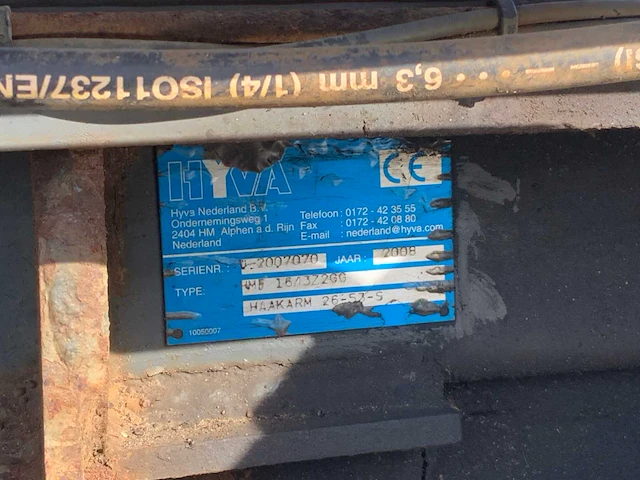 6,3 mm (1/4) ISO11237/EN
HYVA
CE
Hyva Nederland B.V.
Ondernemingsweg 1
2404 HM Alphen a.d. Rijn
Nederland
Telefoon : 0172 - 42 35 55
Fax : 0172 - 42 08 80
E-mail : nederland@hyva.com
SERIENR.: 2007070 JAAR: 2008
TYPE:
HAAKARM 26-53-S
10050007